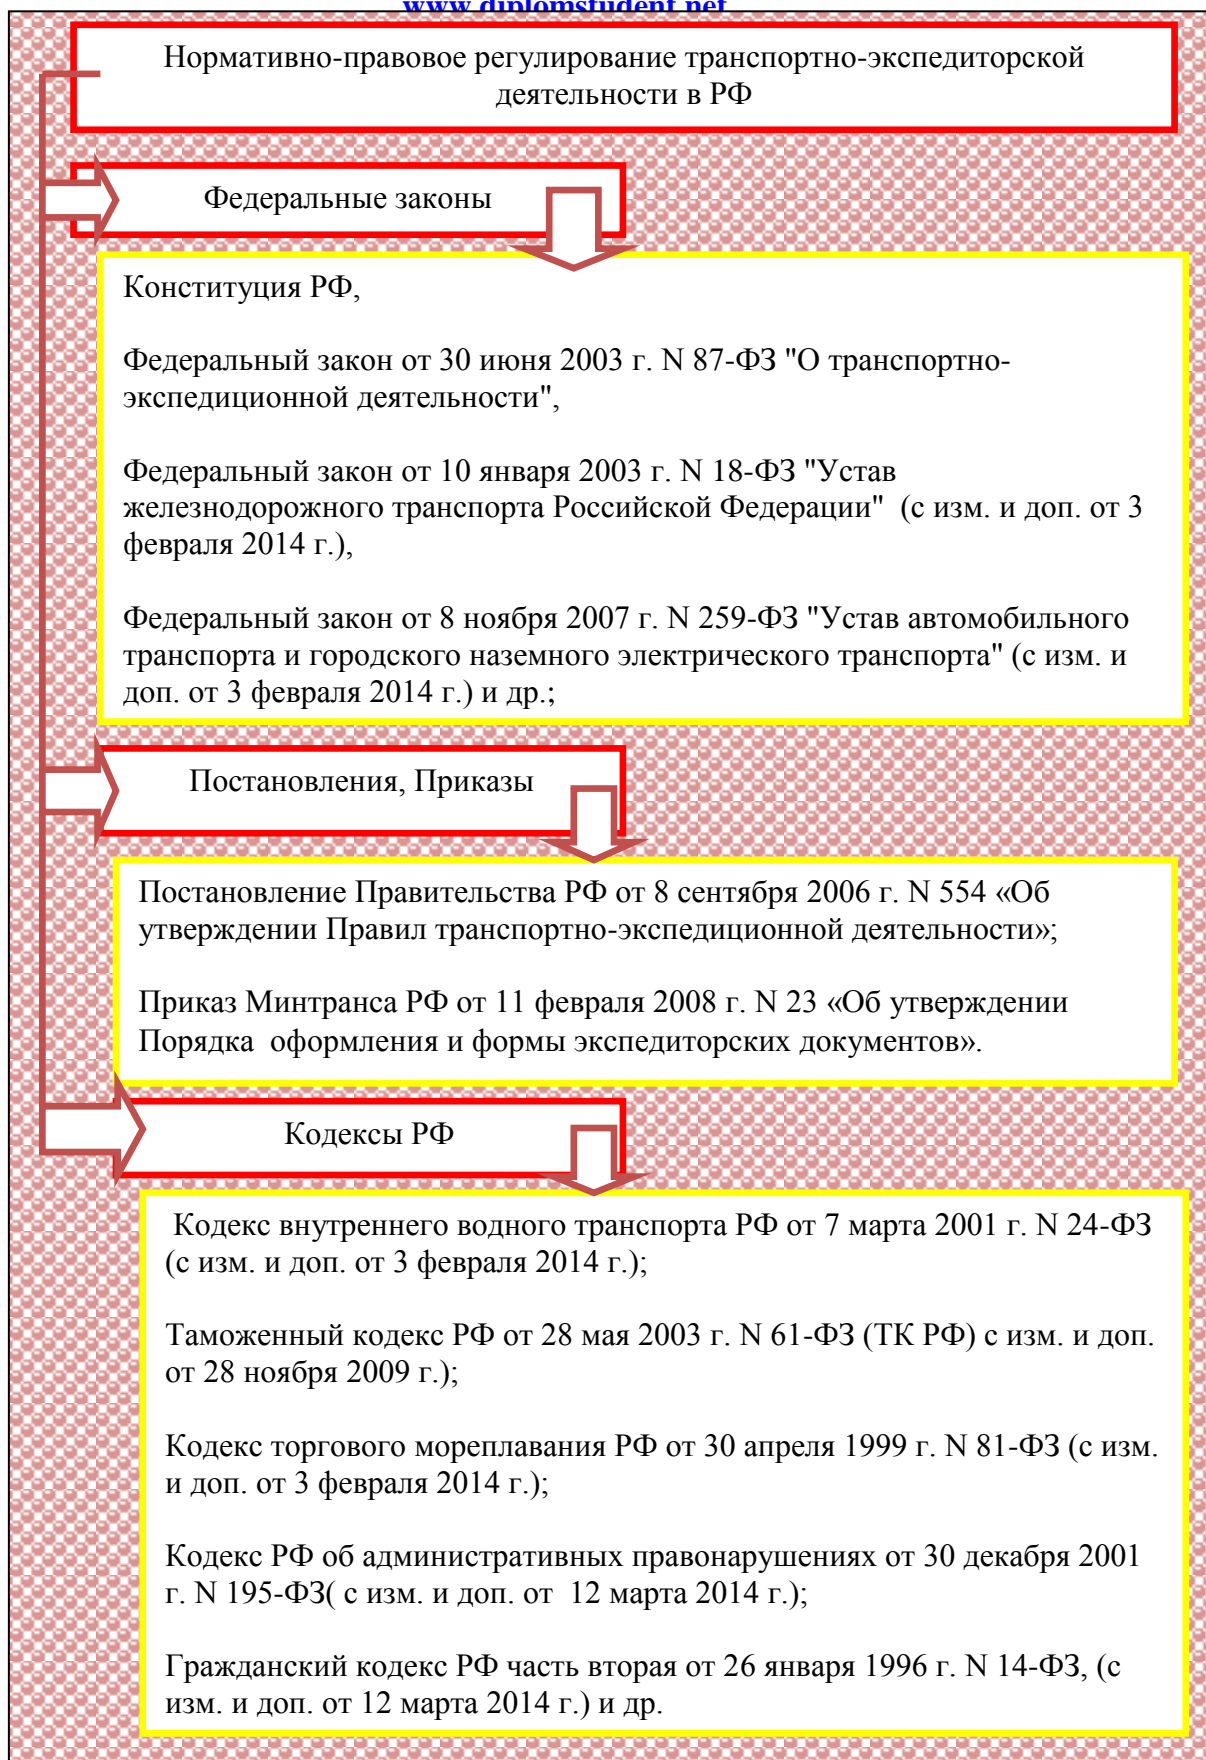 www.diplomstudent.net
Нормативно-правовое регулирование транспортно-экспедиторской
деятельности в РФ
Федеральные законы
Конституция РФ,
Федеральный закон от 30 июня 2003 г. N 87-ФЗ "О транспортно-
экспедиционной деятельности",
Федеральный закон от 10 января 2003 г. N 18-ФЗ "Устав
железнодорожного транспорта Российской Федерации" (с изм. и доп. от 3
февраля 2014 г.),
Федеральный закон от 8 ноября 2007 г. N 259-ФЗ "Устав автомобильного
транспорта и городского наземного электрического транспорта" (с изм. и
доп. от 3 февраля 2014 г.) и др.;
Постановления, Приказы
Постановление Правительства РФ от 8 сентября 2006 г. N 554 «Об
утверждении Правил транспортно-экспедиционной деятельности»;
Приказ Минтранса РФ от 11 февраля 2008 г. N 23 «Об утверждении
Порядка оформления и формы экспедиторских документов».
Кодексы РФ
Кодекс внутреннего водного транспорта РФ от 7 марта 2001 г. N 24-ФЗ
(с изм. и доп. от 3 февраля 2014 г.);
Таможенный кодекс РФ от 28 мая 2003 г. N 61-ФЗ (ТК РФ) с изм. и доп.
от 28 ноября 2009 г.);
Кодекс торгового мореплавания РФ от 30 апреля 1999 г. N 81-ФЗ (с изм.
и доп. от 3 февраля 2014 г.);
Кодекс РФ об административных правонарушениях от 30 декабря 2001
г. N 195-ФЗ( с изм. и доп. от 12 марта 2014 г.);
Гражданский кодекс РФ часть вторая от 26 января 1996 г. N 14-ФЗ, (с
изм. и доп. от 12 марта 2014 г.) и др.